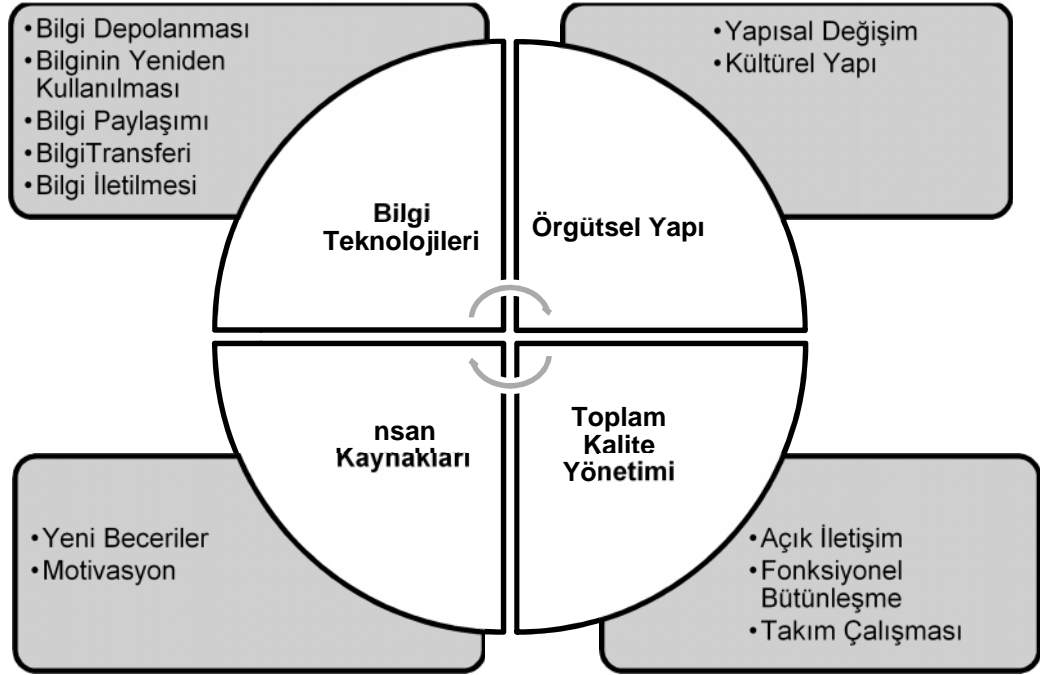 •Bilgi Depolanması
•Bilginin Yeniden
Kullanılması
•Bilgi Paylaşımı
•BilgiTransferi
•Bilgi İletilmesi
•Yapısal Değişim
•Kültürel Yapı
Bilgi
Teknolojileri
Örgütsel Yapı
nsan
Kaynakları
Toplam
Kalite
Yönetimi
•Yeni Beceriler
•Motivasyon
•Açık İletişim
•Fonksiyonel
Bütünleşme
•Takım Çalışması